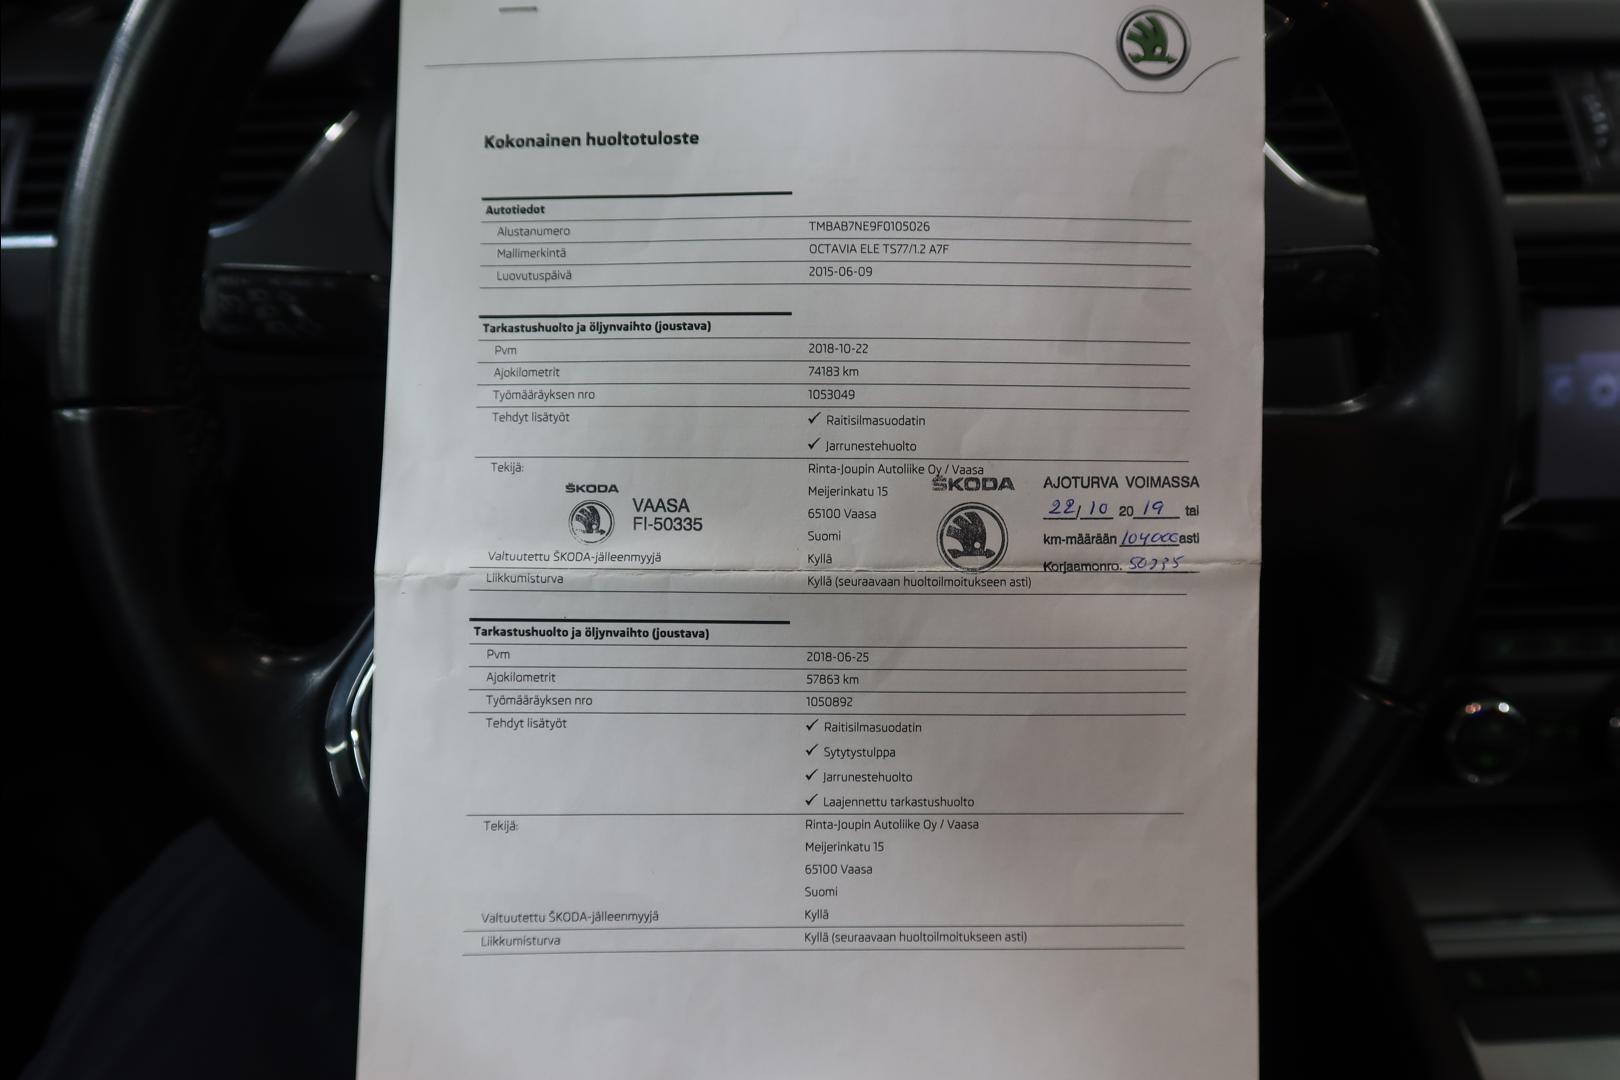 Kokonainen huoltotuloste
Autotiedot
Alustanumero TMBAB7NE9F0105026
Mallimerkintä OCTAVIA ELE TS77/1.2 A7F
Luovutuspäivä 2015-06-09
Tarkastushuolto ja öljynvaihto (joustava)
Pvm 2018-10-22
Ajokilometrit 74183 km
Työmääräyksen nro 1053049
Tehdyt lisätyöt ✓ Raitisilmasuodatin
✓ Jarrunestehuolto
Tekijä: Rinta-Joupin Autoliike Oy / Vaasa
Meijerinkatu 15
65100 Vaasa
Suomi
ŠKODA
VAASA
FI-50335
ŠKODA
AJOTURVA VOIMASSA
22/10 2019 tai
km-määrään 104000 asti
Korjaamonro. 50335
Valtuutettu ŠKODA-jälleenmyyjä Kyllä
Liikkumisturva Kyllä (seuraavaan huoltoilmoitukseen asti)
Tarkastushuolto ja öljynvaihto (joustava)
Pvm 2018-06-25
Ajokilometrit 57863 km
Työmääräyksen nro 1050892
Tehdyt lisätyöt ✓ Raitisilmasuodatin
✓ Sytytystulppa
✓ Jarrunestehuolto
✓ Laajennettu tarkastushuolto
Tekijä: Rinta-Joupin Autoliike Oy / Vaasa
Meijerinkatu 15
65100 Vaasa
Suomi
Valtuutettu ŠKODA-jälleenmyyjä Kyllä
Liikkumisturva Kyllä (seuraavaan huoltoilmoitukseen asti)